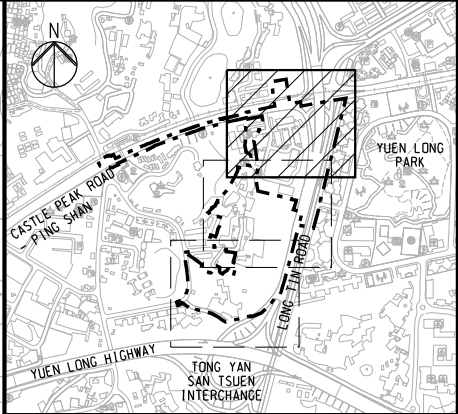 N
YUEN LONG
PARK
CASTLE PEAK ROAD
- PING SHAN
LONG TIN ROAD
YUEN LONG HIGHWAY
TONG YAN
SAN TSUEN
INTERCHANGE